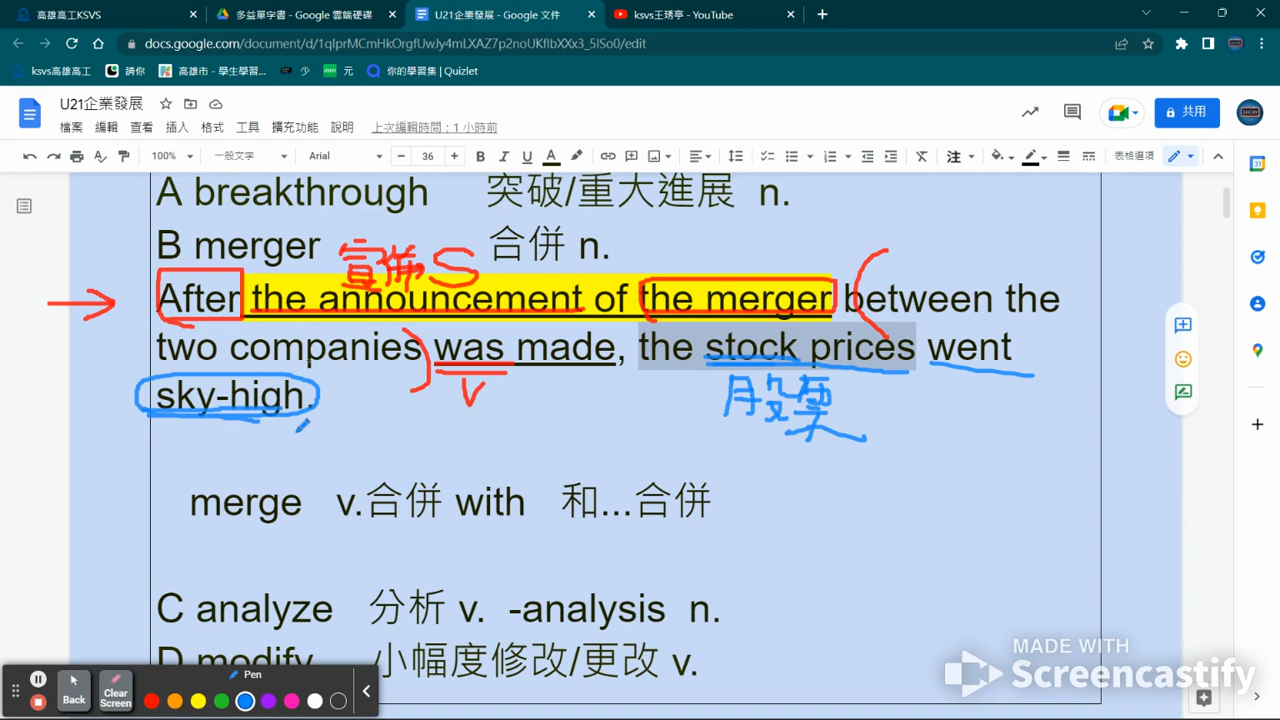 高雄高工KSVS
多益單字書 - Google 雲端硬碟
U21企業發展 - Google 文件
ksvs王琇亭 - YouTube
docs.google.com/document/d/1qIprMCmHkOrgfUwJy4mLXAZ7p2noUKflbXXx3_5lSo0/edit
ksvs高雄高工
請你
高雄市 - 學生學習...
少
元
你的學習集 | Quizlet
U21企業發展
檔案 編輯 查看 插入 格式 工具 擴充功能 說明 上次編輯時間：1 小時前
共用
100% 一般文字 Arial 36 B I U A 注 表格選項
A breakthrough 突破/重大進展 n.
B merger 合併 n.
宣佈 S
After the announcement of the merger between the
two companies was made, the stock prices went
v
sky-high.
股票
merge v.合併 with 和...合併
C analyze 分析 v. -analysis n.
D modify 小幅度修改/更改 v.
MADE WITH
Screencastify
Pen
Back
Clear
Screen